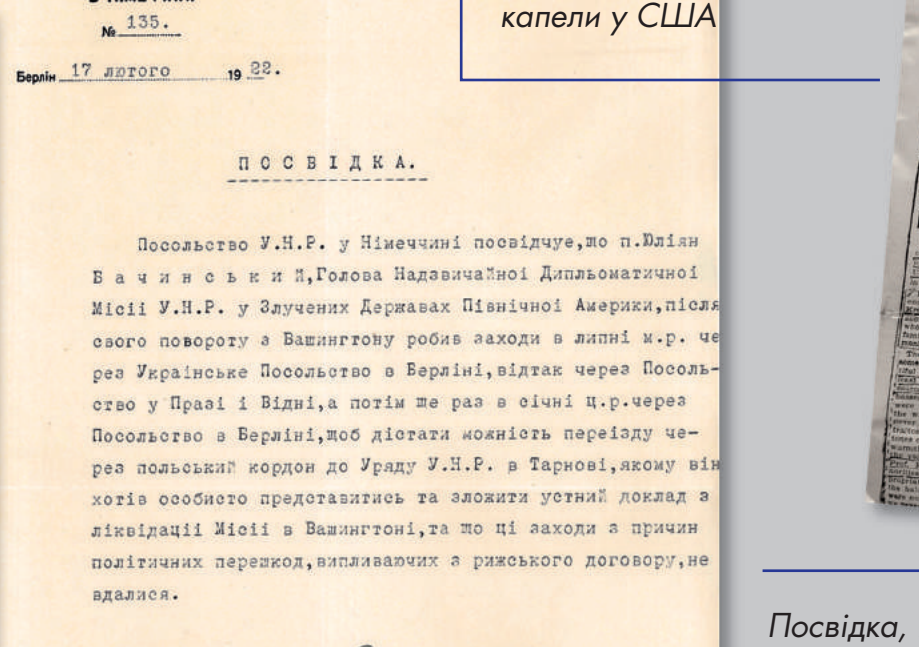 № 135.
Берлін 17 лютого 1922.
капели у США
ПОСВІДКА.
Посольство У.Н.Р. у Німеччині посвідчує,що п.Юліян
Бачинський,Голова Надзвичайної Дипльоматичної
Місії У.Н.Р. у Злучених Державах Північної Америки,після
свого повороту з Вашингтону робив заходи в липні м.р. че
рез Українське Посольство в Берліні,відтак через Посоль-
ство у Празі і Відні,а потім ще раз в січні ц.р.через
Посольство в Берліні,щоб дістати можність переїзду че-
рез польський кордон до Уряду У.Н.Р. в Тарнові,якому він
хотів особисто представитись та зложити устний доклад з
ліквідації Місії в Вашингтоні,та що ці заходи з причин
політичних перешкод,випливаючих з рижського договору,не
вдалися.
Посвідка,